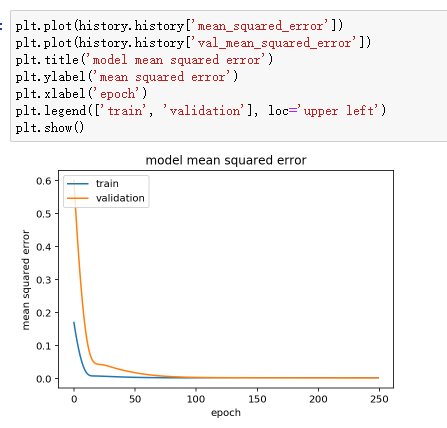 plt.plot(history.history['mean_squared_error'])
plt.plot(history.history['val_mean_squared_error'])
plt.title('model mean squared error')
plt.ylabel('mean squared error')
plt.xlabel('epoch')
plt.legend(['train', 'validation'], loc='upper left')
plt.show()
model mean squared error
train
validation
mean squared error
0.6
0.5
0.4
0.3
0.2
0.1
0.0
0 50 100 150 200 250
epoch